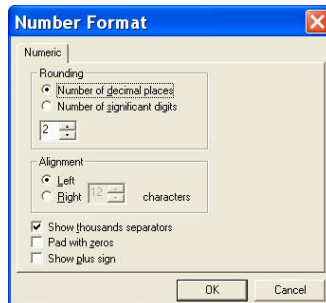 Number Format
Numeric
Rounding
Number of decimal places
Number of significant digits
2
Alignment
Left
Right 12 characters
Show thousands separators
Pad with zeros
Show plus sign
OK Cancel